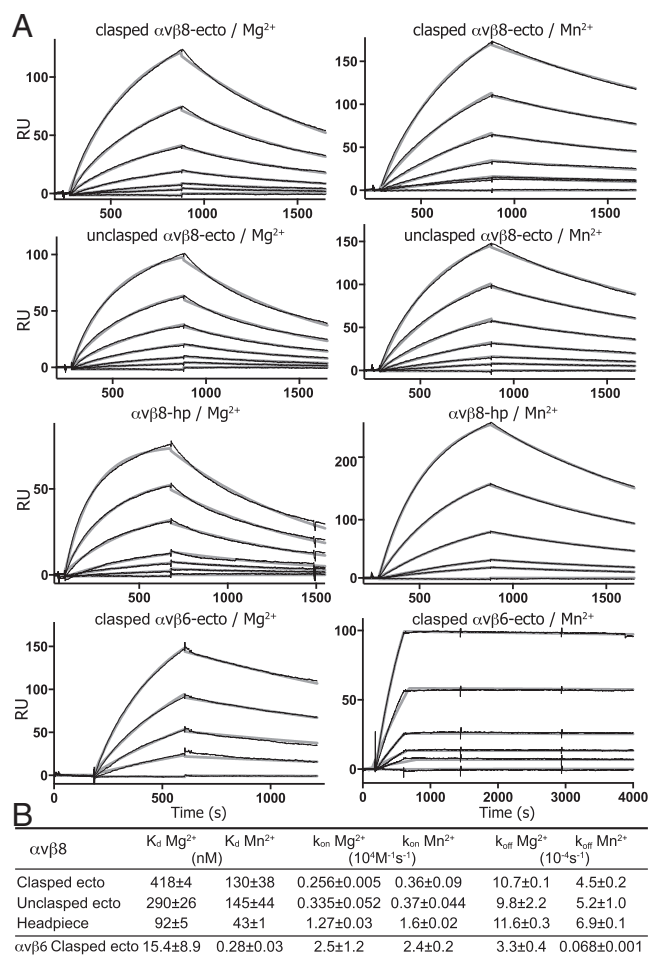 A
clasped αvβ8-ecto / Mg²⁺
clasped αvβ8-ecto / Mn²⁺
RU
100
50
0
500
1000
1500
150
100
50
0
500
1000
1500
unclasped αvβ8-ecto / Mg²⁺
unclasped αvβ8-ecto / Mn²⁺
RU
100
50
0
500
1000
1500
150
100
50
0
500
1000
1500
αvβ8-hp / Mg²⁺
αvβ8-hp / Mn²⁺
RU
50
0
0
500
1000
1500
200
100
0
500
1000
1500
clasped αvβ6-ecto / Mg²⁺
clasped αvβ6-ecto / Mn²⁺
RU
150
100
50
0
0
500
1000
Time (s)
100
50
0
0
1000
2000
3000
4000
Time (s)
B
αvβ8 Kd Mg²⁺ Kd Mn²⁺ kon Mg²⁺ kon Mn²⁺ koff Mg²⁺ koff Mn²⁺
(nM) (10⁴M⁻¹s⁻¹) (10⁻⁴s⁻¹)
Clasped ecto 418±4 130±38 0.256±0.005 0.36±0.09 10.7±0.1 4.5±0.2
Unclasped ecto 290±26 145±44 0.335±0.052 0.37±0.044 9.8±2.2 5.2±1.0
Headpiece 92±5 43±1 1.27±0.03 1.6±0.02 11.6±0.3 6.9±0.1
αvβ6 Clasped ecto 15.4±8.9 0.28±0.03 2.5±1.2 2.4±0.2 3.3±0.4 0.068±0.001